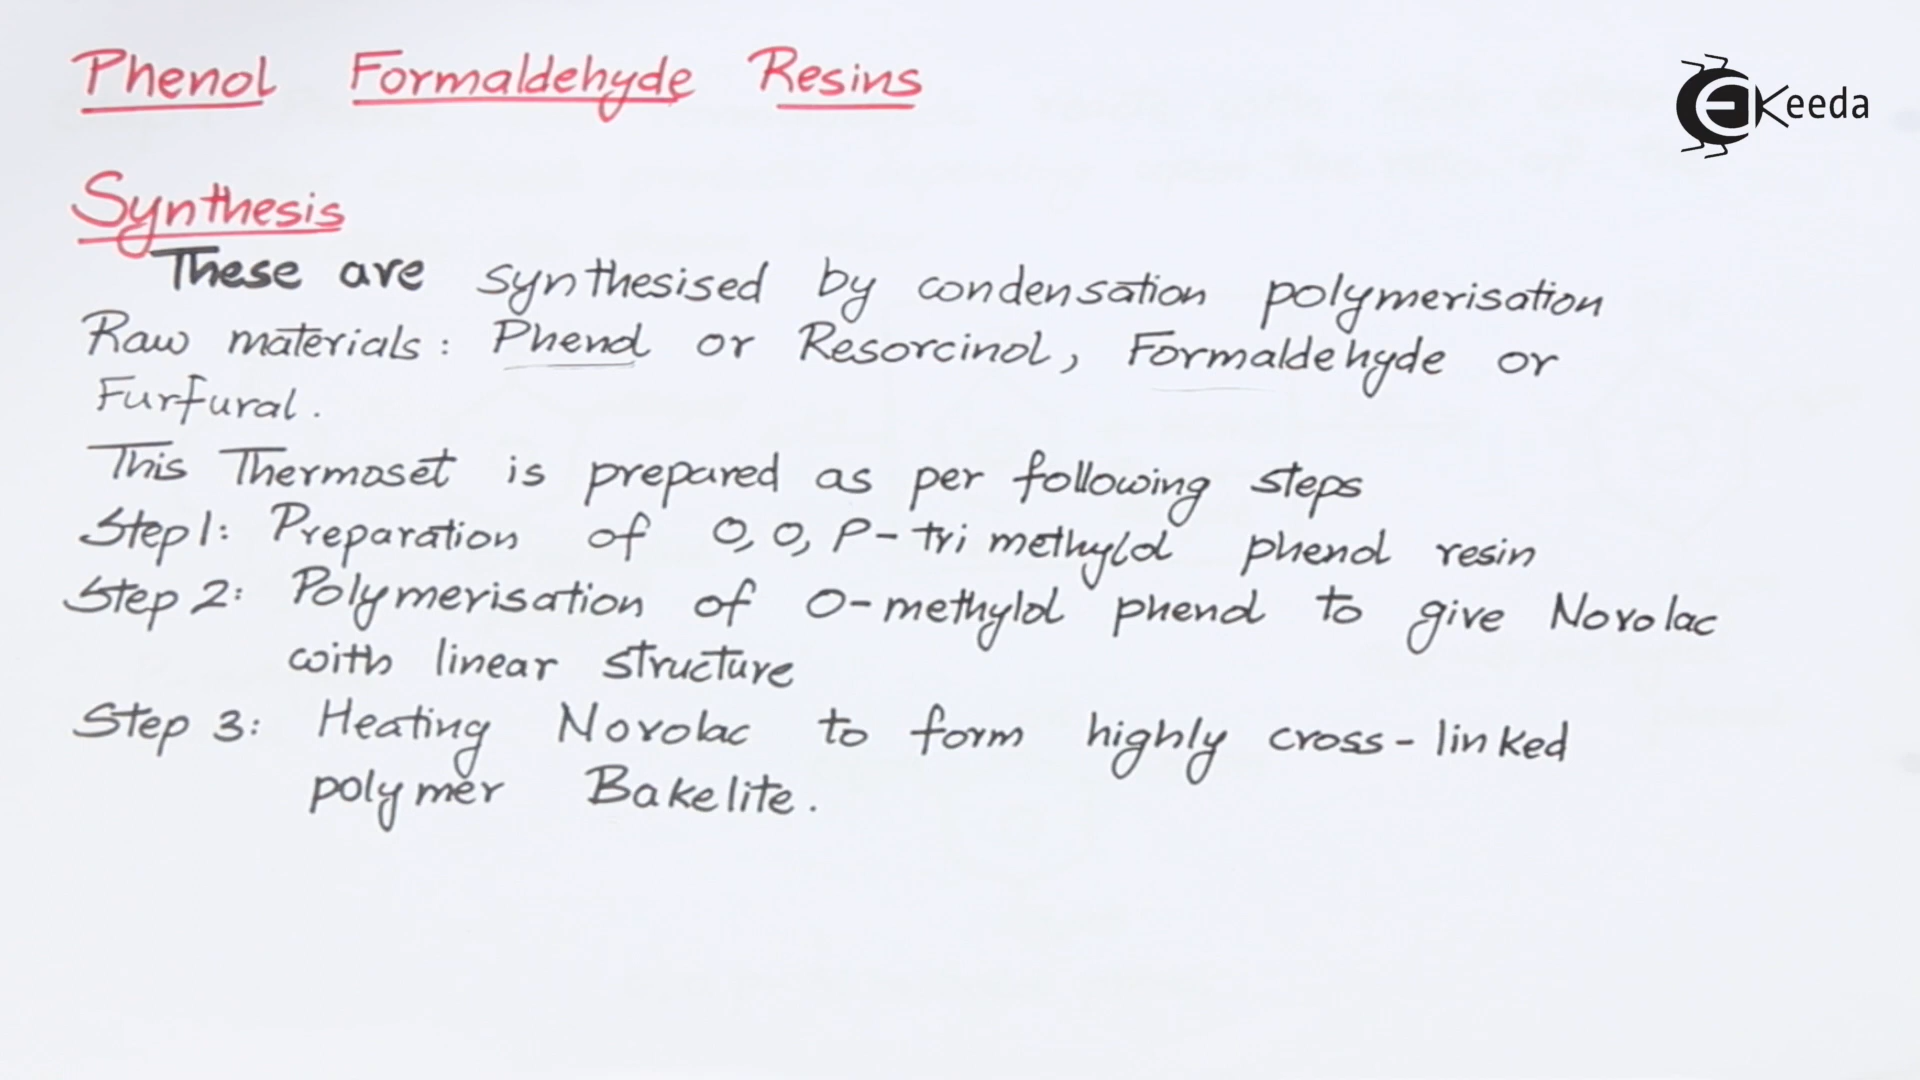 Phenol Formaldehyde Resins
EKeeda
Synthesis
These are synthesised by condensation polymerisation
Raw materials: Phenol or Resorcinol, Formaldehyde or
Furfural.
This Thermoset is prepared as per following steps
Step1: Preparation of O, O, P- tri methylol phenol resin
Step 2: Polymerisation of O-methylol phenol to give Novolac
with linear structure
Step 3: Heating Novolac to form highly cross-linked
polymer Bakelite.